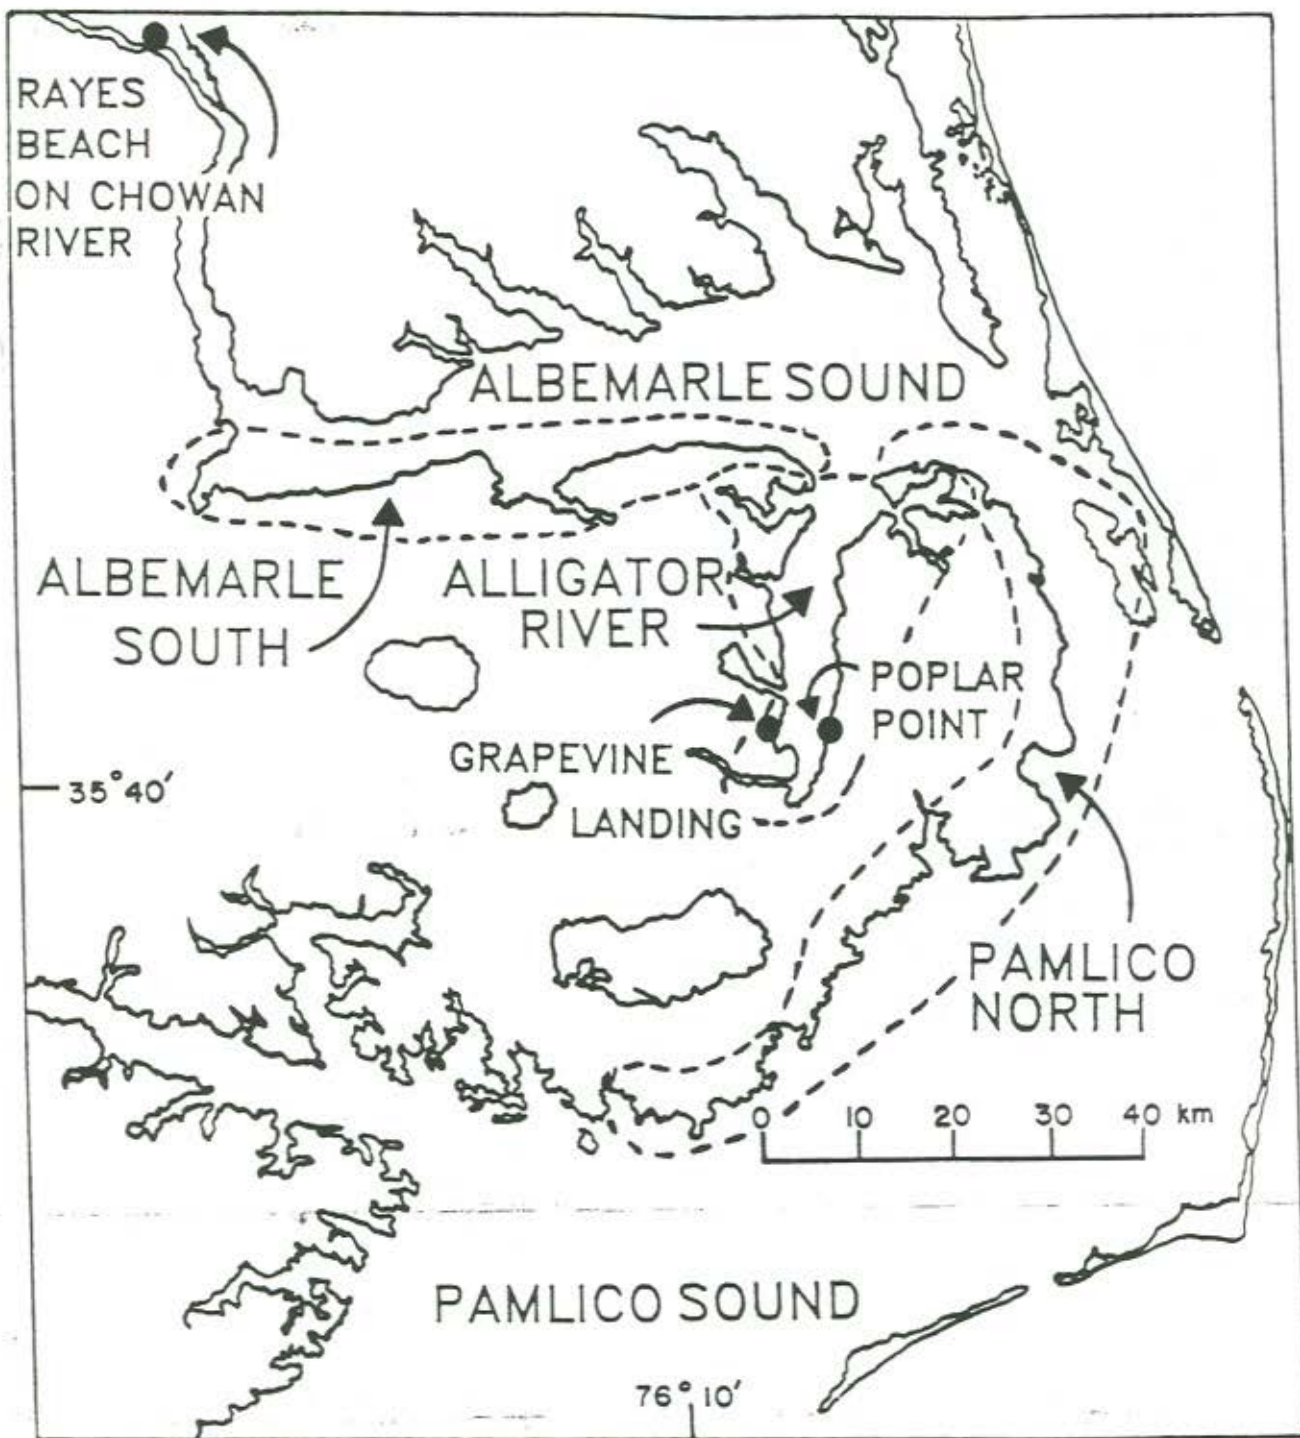 RAYES
BEACH
ON CHOWAN
RIVER
ALBEMARLE SOUND
ALBEMARLE
SOUTH
ALLIGATOR
RIVER
POPLAR
POINT
GRAPEVINE
LANDING
35°40'
PAMLICO
NORTH
0 10 20 30 40 km
PAMLICO SOUND
76°10'